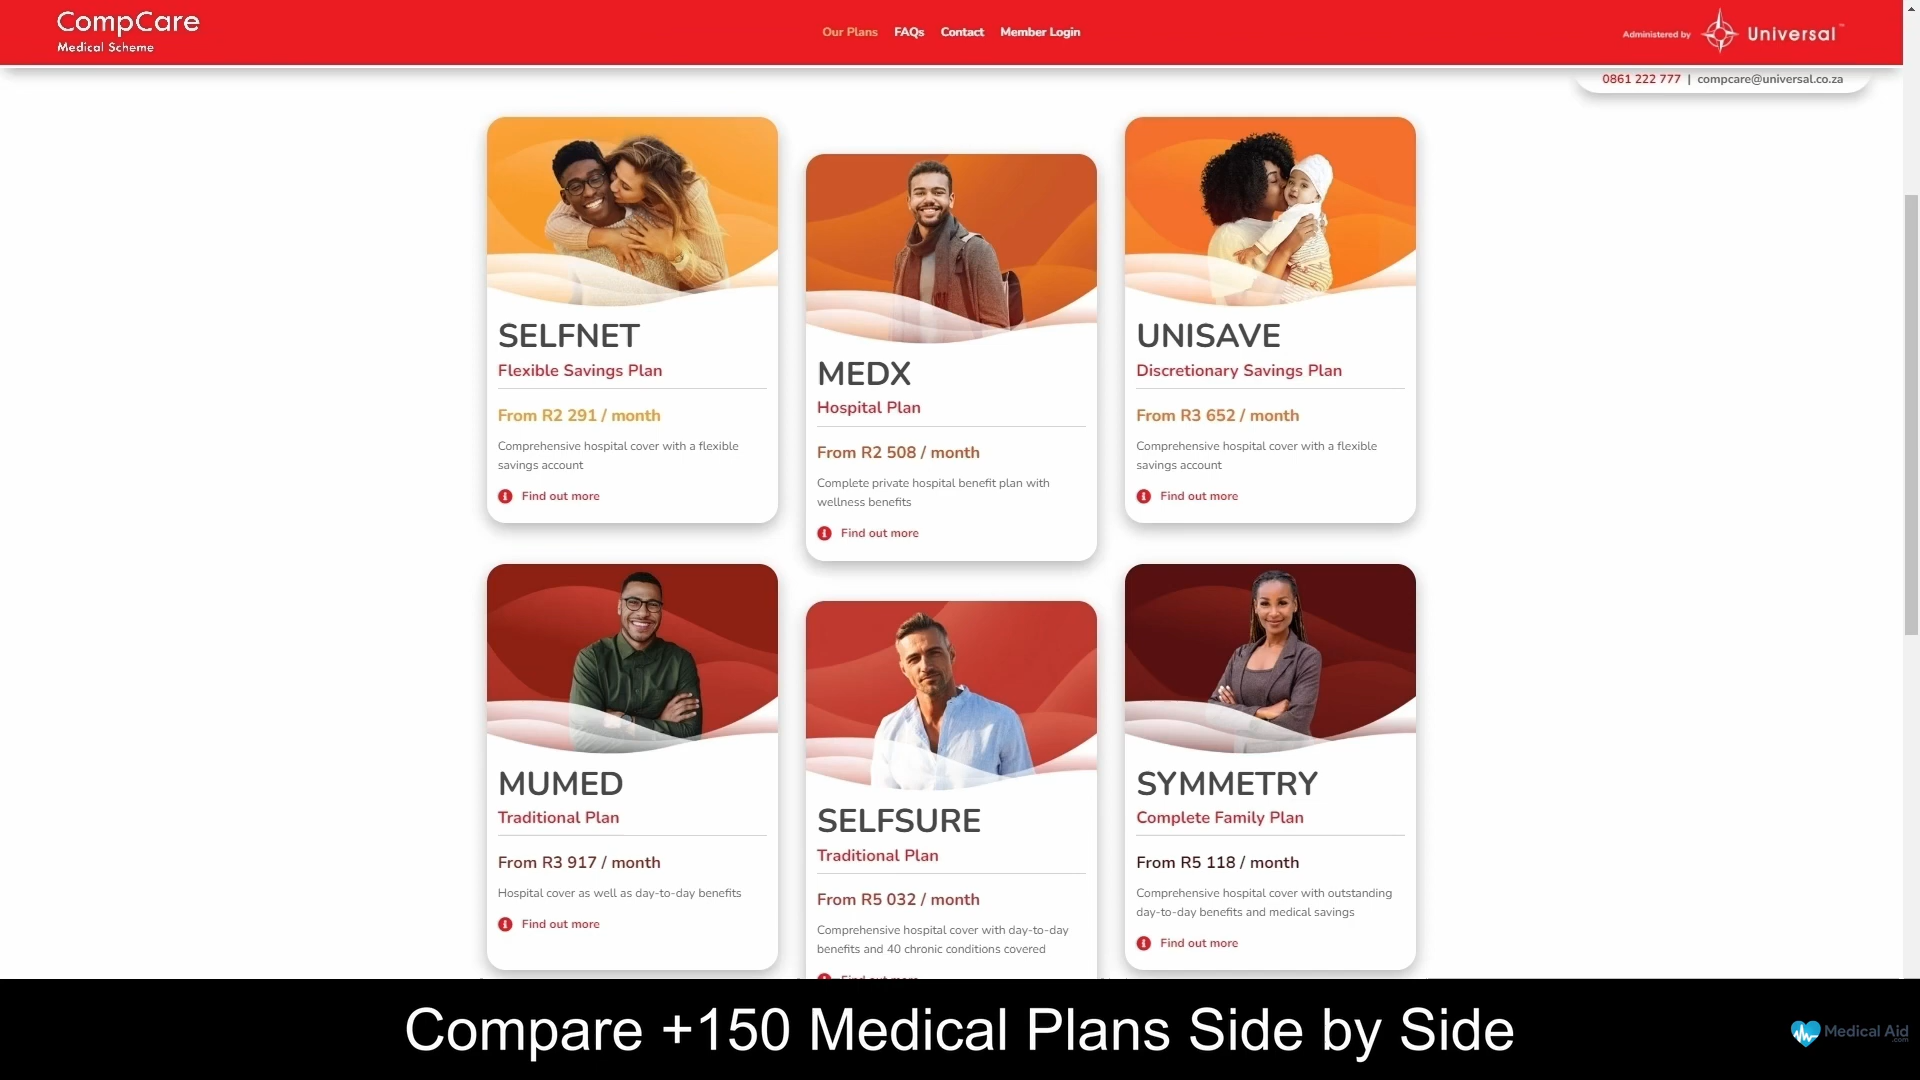 CompCare
Medical Scheme
Our Plans
FAQs
Contact
Member Login
Administered by
Universal
0861 222 777 | compcare@universal.co.za
SELFNET
Flexible Savings Plan
From R2 291 / month
Comprehensive hospital cover with a flexible
savings account
Find out more
MEDX
Hospital Plan
From R2 508 / month
Complete private hospital benefit plan with
wellness benefits
Find out more
UNISAVE
Discretionary Savings Plan
From R3 652 / month
Comprehensive hospital cover with a flexible
savings account
Find out more
MUMED
Traditional Plan
From R3 917 / month
Hospital cover as well as day-to-day benefits
Find out more
SELFSURE
Traditional Plan
From R5 032 / month
Comprehensive hospital cover with day-to-day
benefits and 40 chronic conditions covered
Find out more
SYMMETRY
Complete Family Plan
From R5 118 / month
Comprehensive hospital cover with outstanding
day-to-day benefits and medical savings
Find out more
Compare +150 Medical Plans Side by Side
Medical Aid
.com